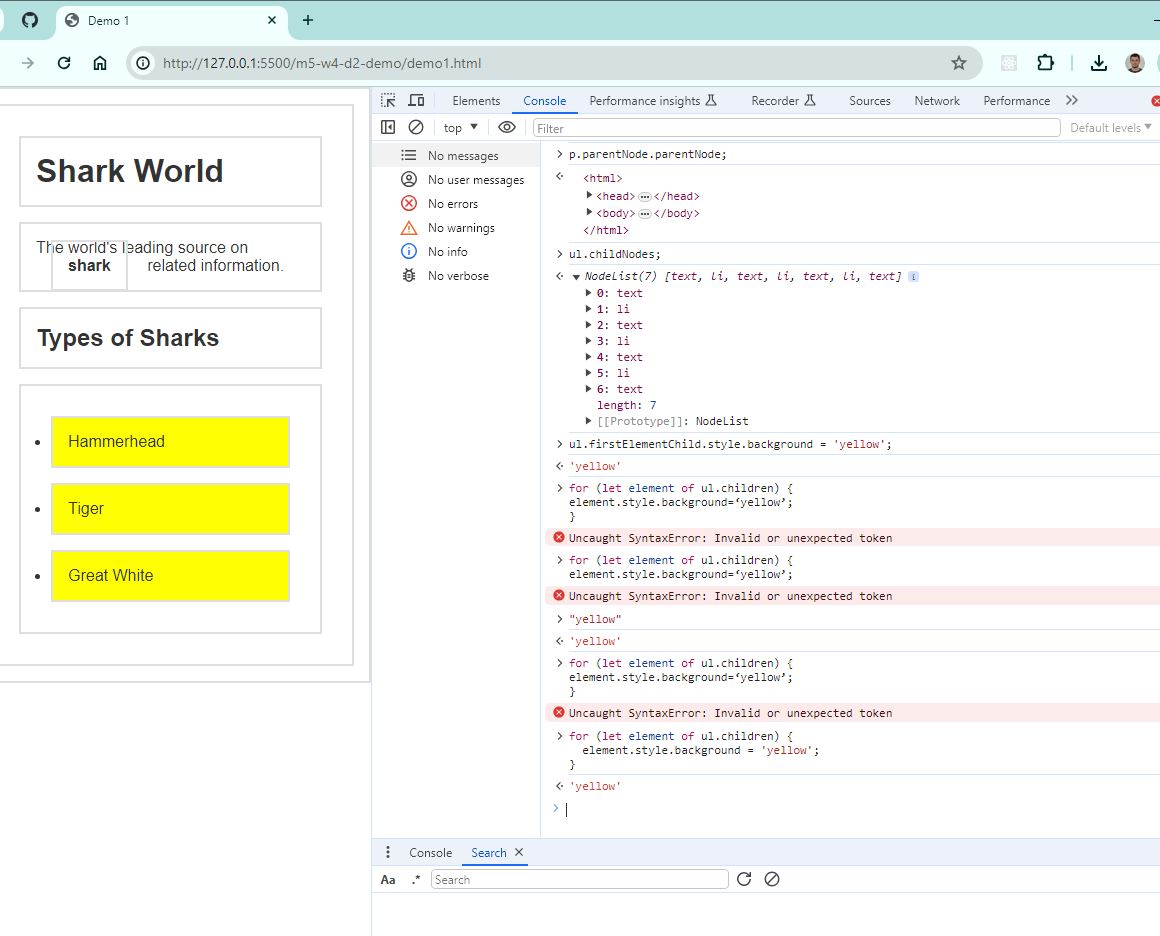 Demo 1
http://127.0.0.1:5500/m5-w4-d2-demo/demo1.html
Shark World
The world's leading source on
shark related information.
Types of Sharks
Hammerhead
Tiger
Great White
Elements Console Performance insights Recorder Sources Network Performance
top Filter Default levels
No messages
No user messages
No errors
No warnings
No info
No verbose
p.parentNode.parentNode;
<html>
<head> </head>
<body> </body>
</html>
ul.childNodes;
NodeList(7) [text, li, text, li, text, li, text]
0: text
1: li
2: text
3: li
4: text
5: li
6: text
length: 7
[[Prototype]]: NodeList
ul.firstElementChild.style.background = 'yellow';
'yellow'
for (let element of ul.children) {
element.style.background=‘yellow’;
}
Uncaught SyntaxError: Invalid or unexpected token
for (let element of ul.children) {
element.style.background=‘yellow’;
Uncaught SyntaxError: Invalid or unexpected token
"yellow"
'yellow'
for (let element of ul.children) {
element.style.background=‘yellow’;
}
Uncaught SyntaxError: Invalid or unexpected token
for (let element of ul.children) {
element.style.background = 'yellow';
}
'yellow'
Console Search
Aa .* Search